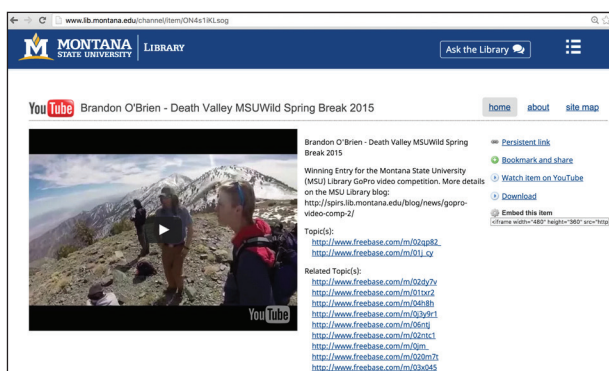 www.lib.montana.edu/channel/item/ON4s1iKLsog
MONTANA
STATE UNIVERSITY
LIBRARY
Ask the Library
YouTube Brandon O'Brien - Death Valley MSUWild Spring Break 2015
home about site map
Brandon O'Brien - Death Valley MSUWild Spring
Break 2015
Winning Entry for the Montana State University
(MSU) Library GoPro video competition. More details
on the MSU Library blog:
http://spirs.lib.montana.edu/blog/news/gopro-
video-comp-2/
Topic(s):
http://www.freebase.com/m/02qp82_
http://www.freebase.com/m/01j_cy
Related Topic(s):
http://www.freebase.com/m/02dy7v
http://www.freebase.com/m/01txr2
http://www.freebase.com/m/04h8h
http://www.freebase.com/m/0j3y9r1
http://www.freebase.com/m/06ntj
http://www.freebase.com/m/02ntc1
http://www.freebase.com/m/0jm_
http://www.freebase.com/m/020m7t
http://www.freebase.com/m/03x045
Persistent link
Bookmark and share
Watch item on YouTube
Download
Embed this item
<iframe width="480" height="360" src="http
YouTube